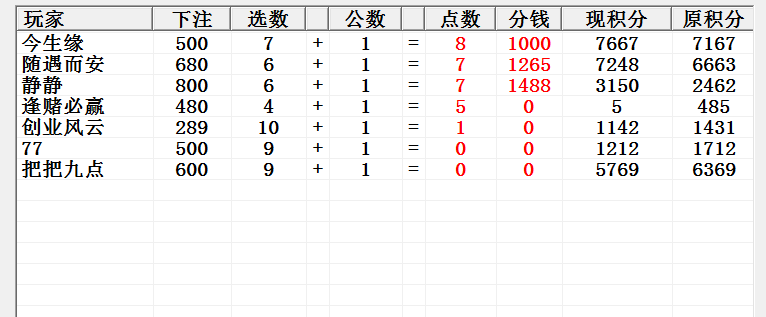 玩家 下注 选数 公数 点数 分钱 现积分 原积分
今生缘 500 7 + 1 = 8 1000 7667 7167
随遇而安 680 6 + 1 = 7 1265 7248 6663
静静 800 6 + 1 = 7 1488 3150 2462
逢赌必赢 480 4 + 1 = 5 0 5 485
创业风云 289 10 + 1 = 1 0 1142 1431
77 500 9 + 1 = 0 0 1212 1712
把把九点 600 9 + 1 = 0 0 5769 6369